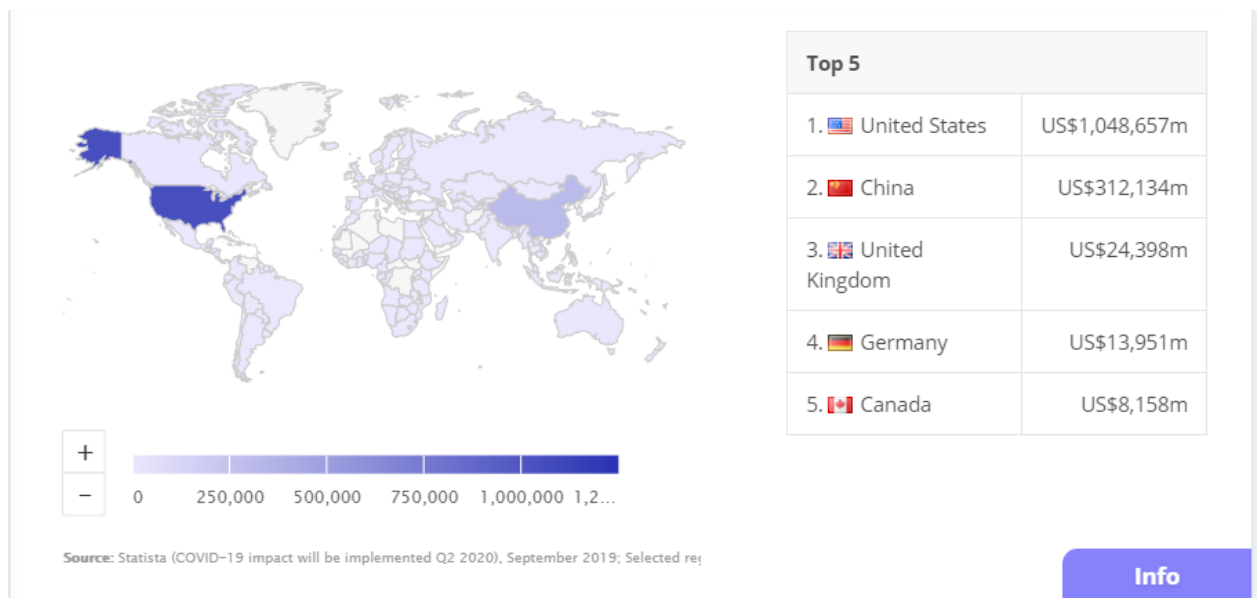 Top 5
1. United States US$1,048,657m
2. China US$312,134m
3. United Kingdom US$24,398m
4. Germany US$13,951m
5. Canada US$8,158m
+
−
0 250,000 500,000 750,000 1,000,000 1,2...
Source: Statista (COVID-19 impact will be implemented Q2 2020), September 2019; Selected
Info